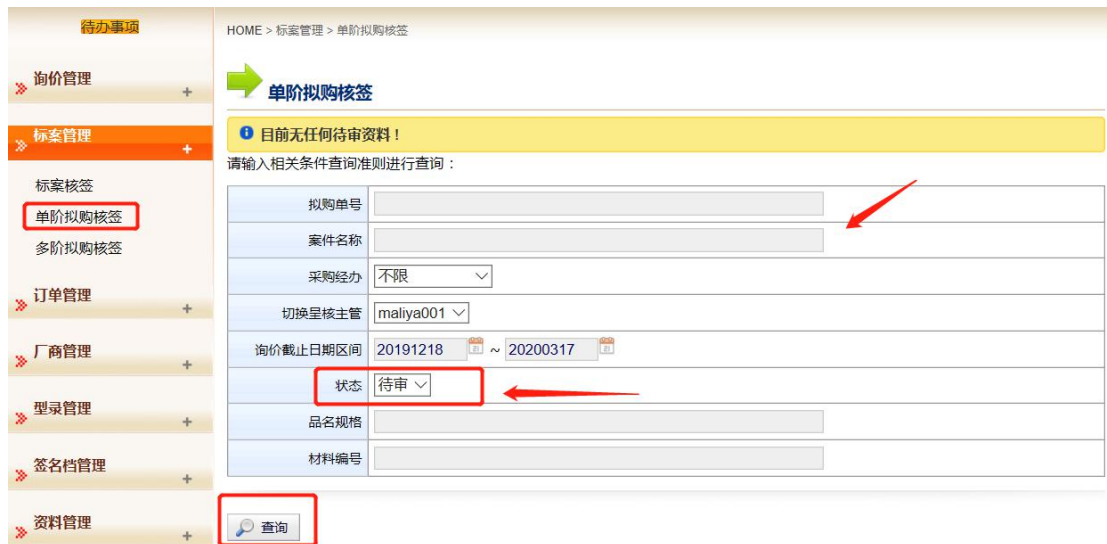 待办事项
询价管理
标案管理
标案核签
单阶拟购核签
多阶拟购核签
订单管理
厂商管理
型录管理
签名档管理
资料管理
HOME > 标案管理 > 单阶拟购核签
单阶拟购核签
目前无任何待审资料！
请输入相关条件查询准则进行查询：
拟购单号
案件名称
采购经办 不限
切换呈核主管 maliya001
询价截止日期区间 20191218 ~ 20200317
状态 待审
品名规格
材料编号
查询